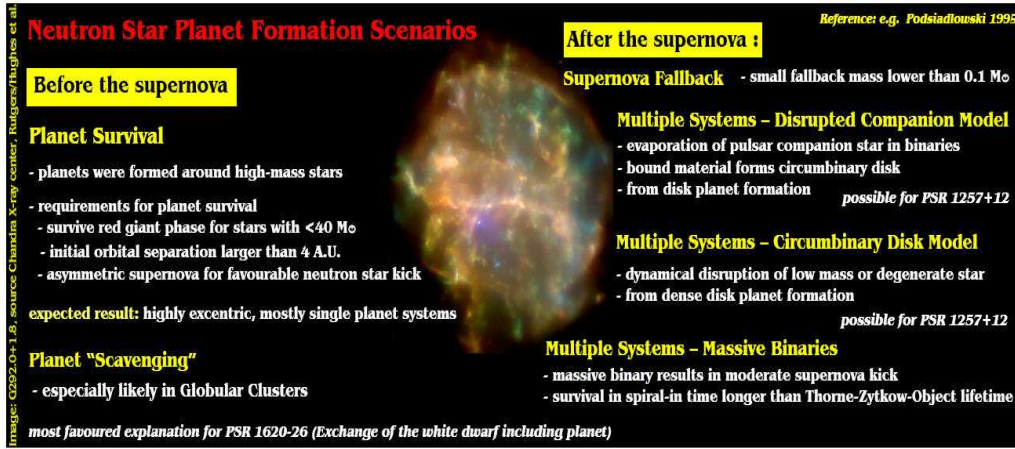 Neutron Star Planet Formation Scenarios
Before the supernova
Planet Survival
- planets were formed around high-mass stars
- requirements for planet survival
- survive red giant phase for stars with <40 M⊙
- initial orbital separation larger than 4 A.U.
- asymmetric supernova for favourable neutron star kick
expected result: highly excentric, mostly single planet systems
Planet "Scavenging"
- especially likely in Globular Clusters
most favoured explanation for PSR 1620-26 (Exchange of the white dwarf including planet)
Reference: e.g. Podsiadlowski 1995
After the supernova :
Supernova Fallback - small fallback mass lower than 0.1 M⊙
Multiple Systems – Disrupted Companion Model
- evaporation of pulsar companion star in binaries
- bound material forms circumbinary disk
- from disk planet formation
possible for PSR 1257+12
Multiple Systems – Circumbinary Disk Model
- dynamical disruption of low mass or degenerate star
- from dense disk planet formation
possible for PSR 1257+12
Multiple Systems – Massive Binaries
- massive binary results in moderate supernova kick
- survival in spiral-in time longer than Thorne-Zytkow-Object lifetime
Image: G292.0+1.8, source Chandra X-ray center, Rutgers/Hughes et al.